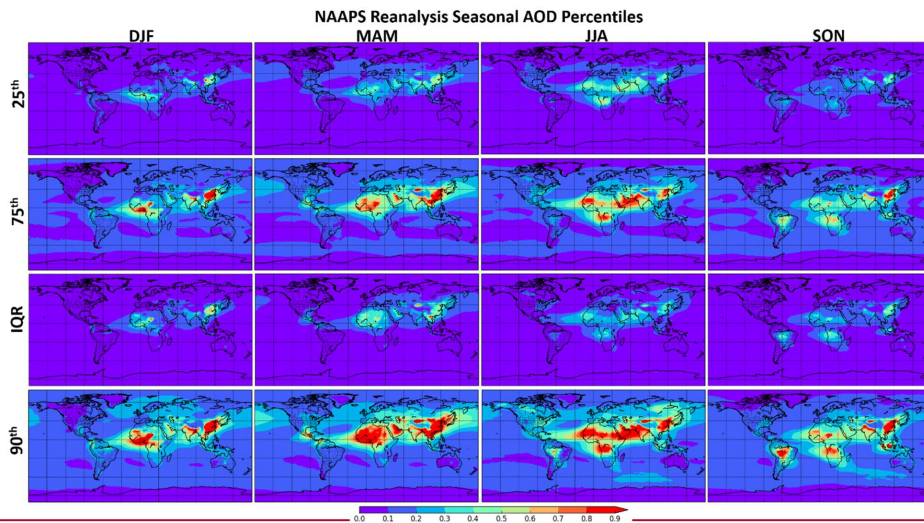 NAAPS Reanalysis Seasonal AOD Percentiles
DJF MAM JJA SON
25th
75th
IQR
90th
0.0 0.1 0.2 0.3 0.4 0.5 0.6 0.7 0.8 0.9